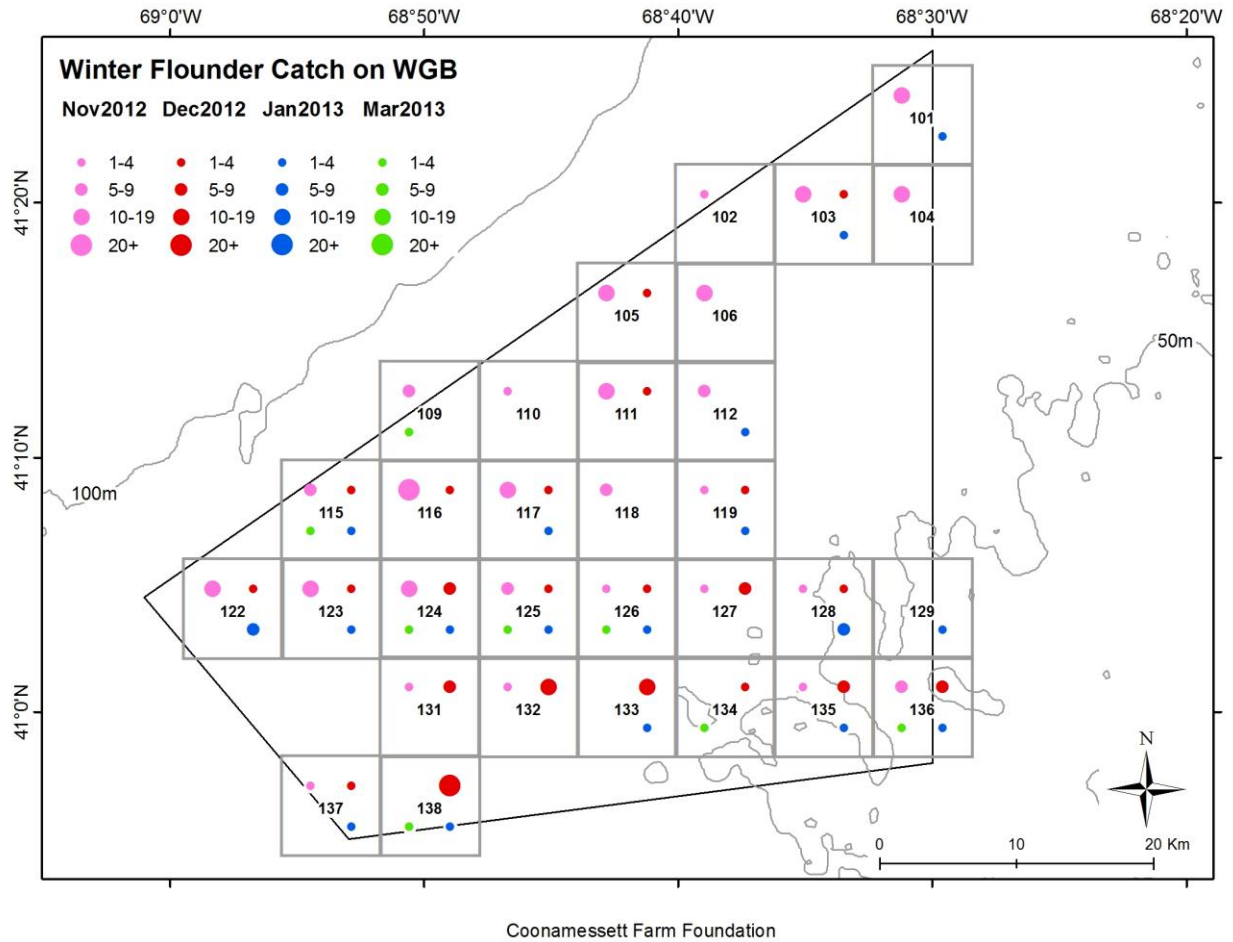 69°0'W 68°50'W 68°40'W 68°30'W 68°20'W
Winter Flounder Catch on WGB
Nov2012 Dec2012 Jan2013 Mar2013
1-4 1-4 1-4 1-4
5-9 5-9 5-9 5-9
10-19 10-19 10-19 10-19
20+ 20+ 20+ 20+
101
41°20'N
102 103 104
105 106
50m
109 110 111 112
41°10'N
100m
115 116 117 118 119
122 123 124 125 126 127 128 129
41°0'N
131 132 133 134 135 136
N
137 138
0 10 20 Km
Coonamessett Farm Foundation